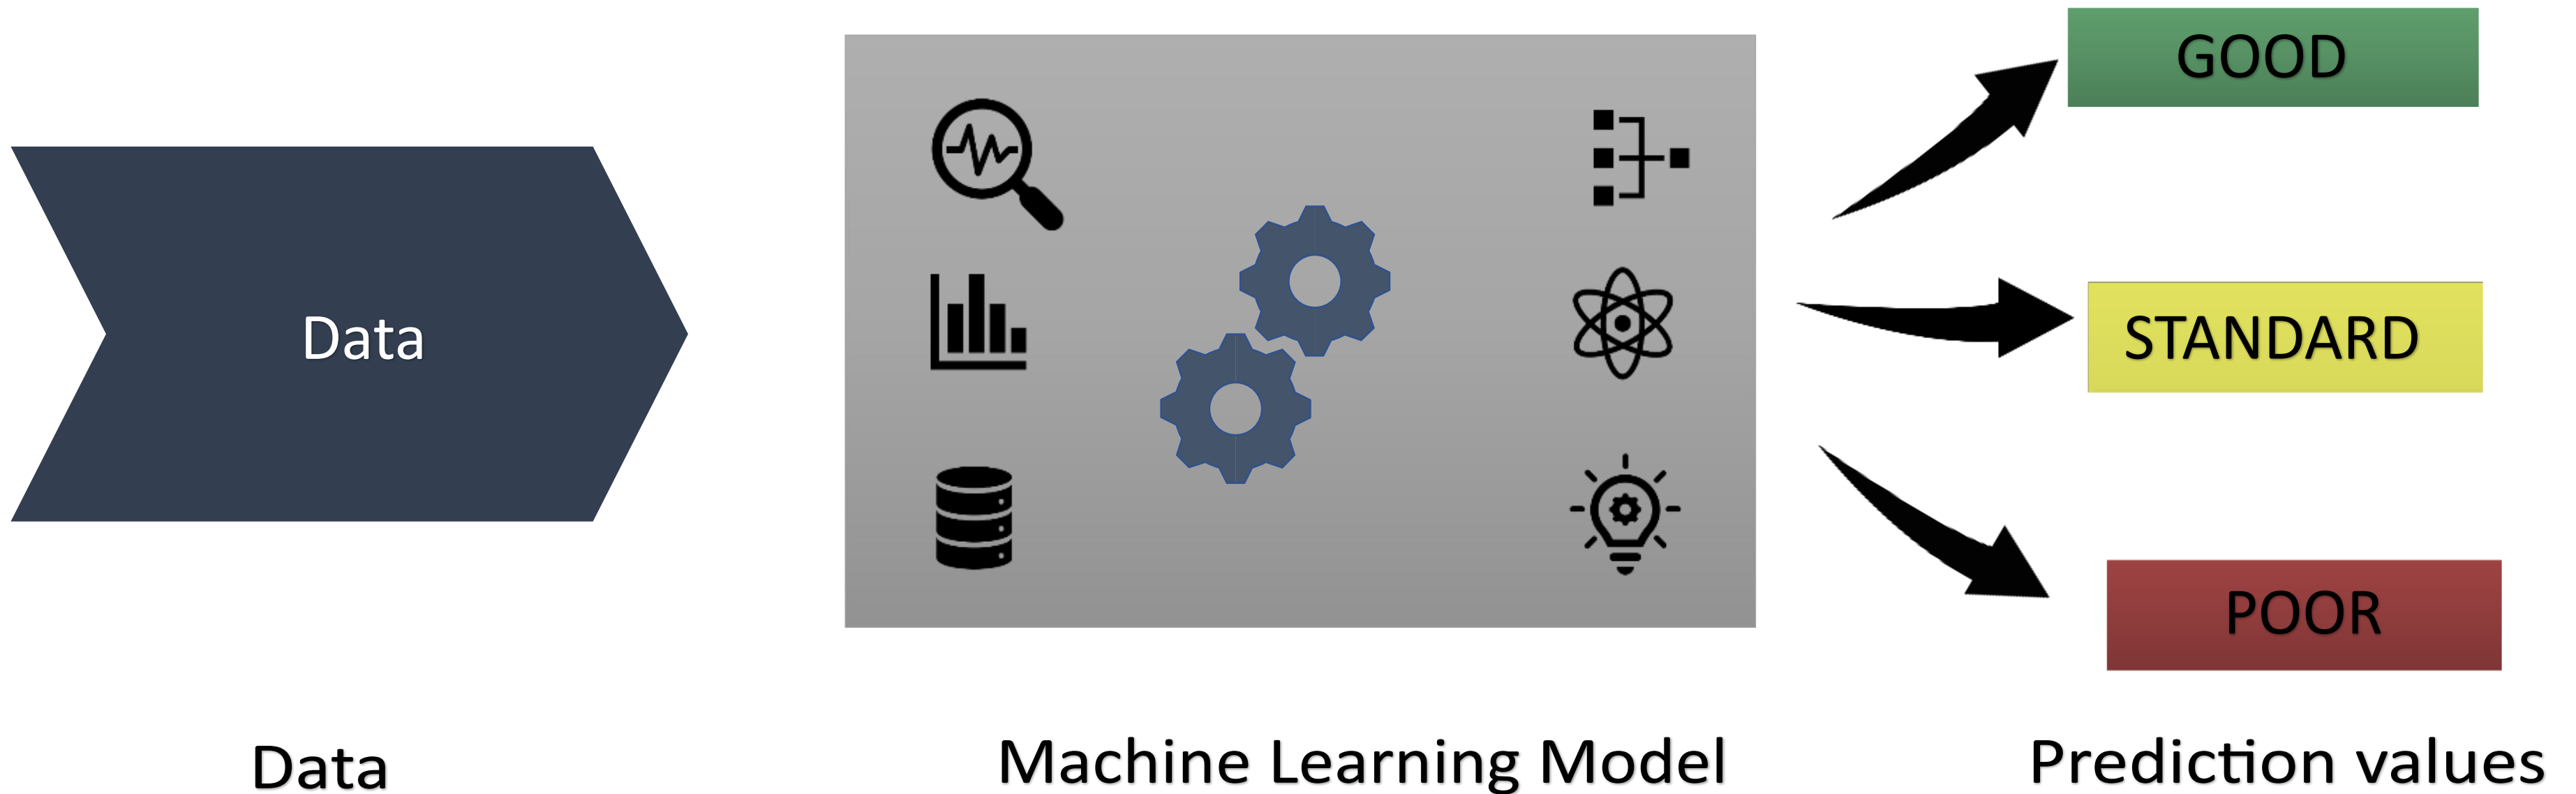 Data
GOOD
STANDARD
POOR
Data
Machine Learning Model
Prediction values